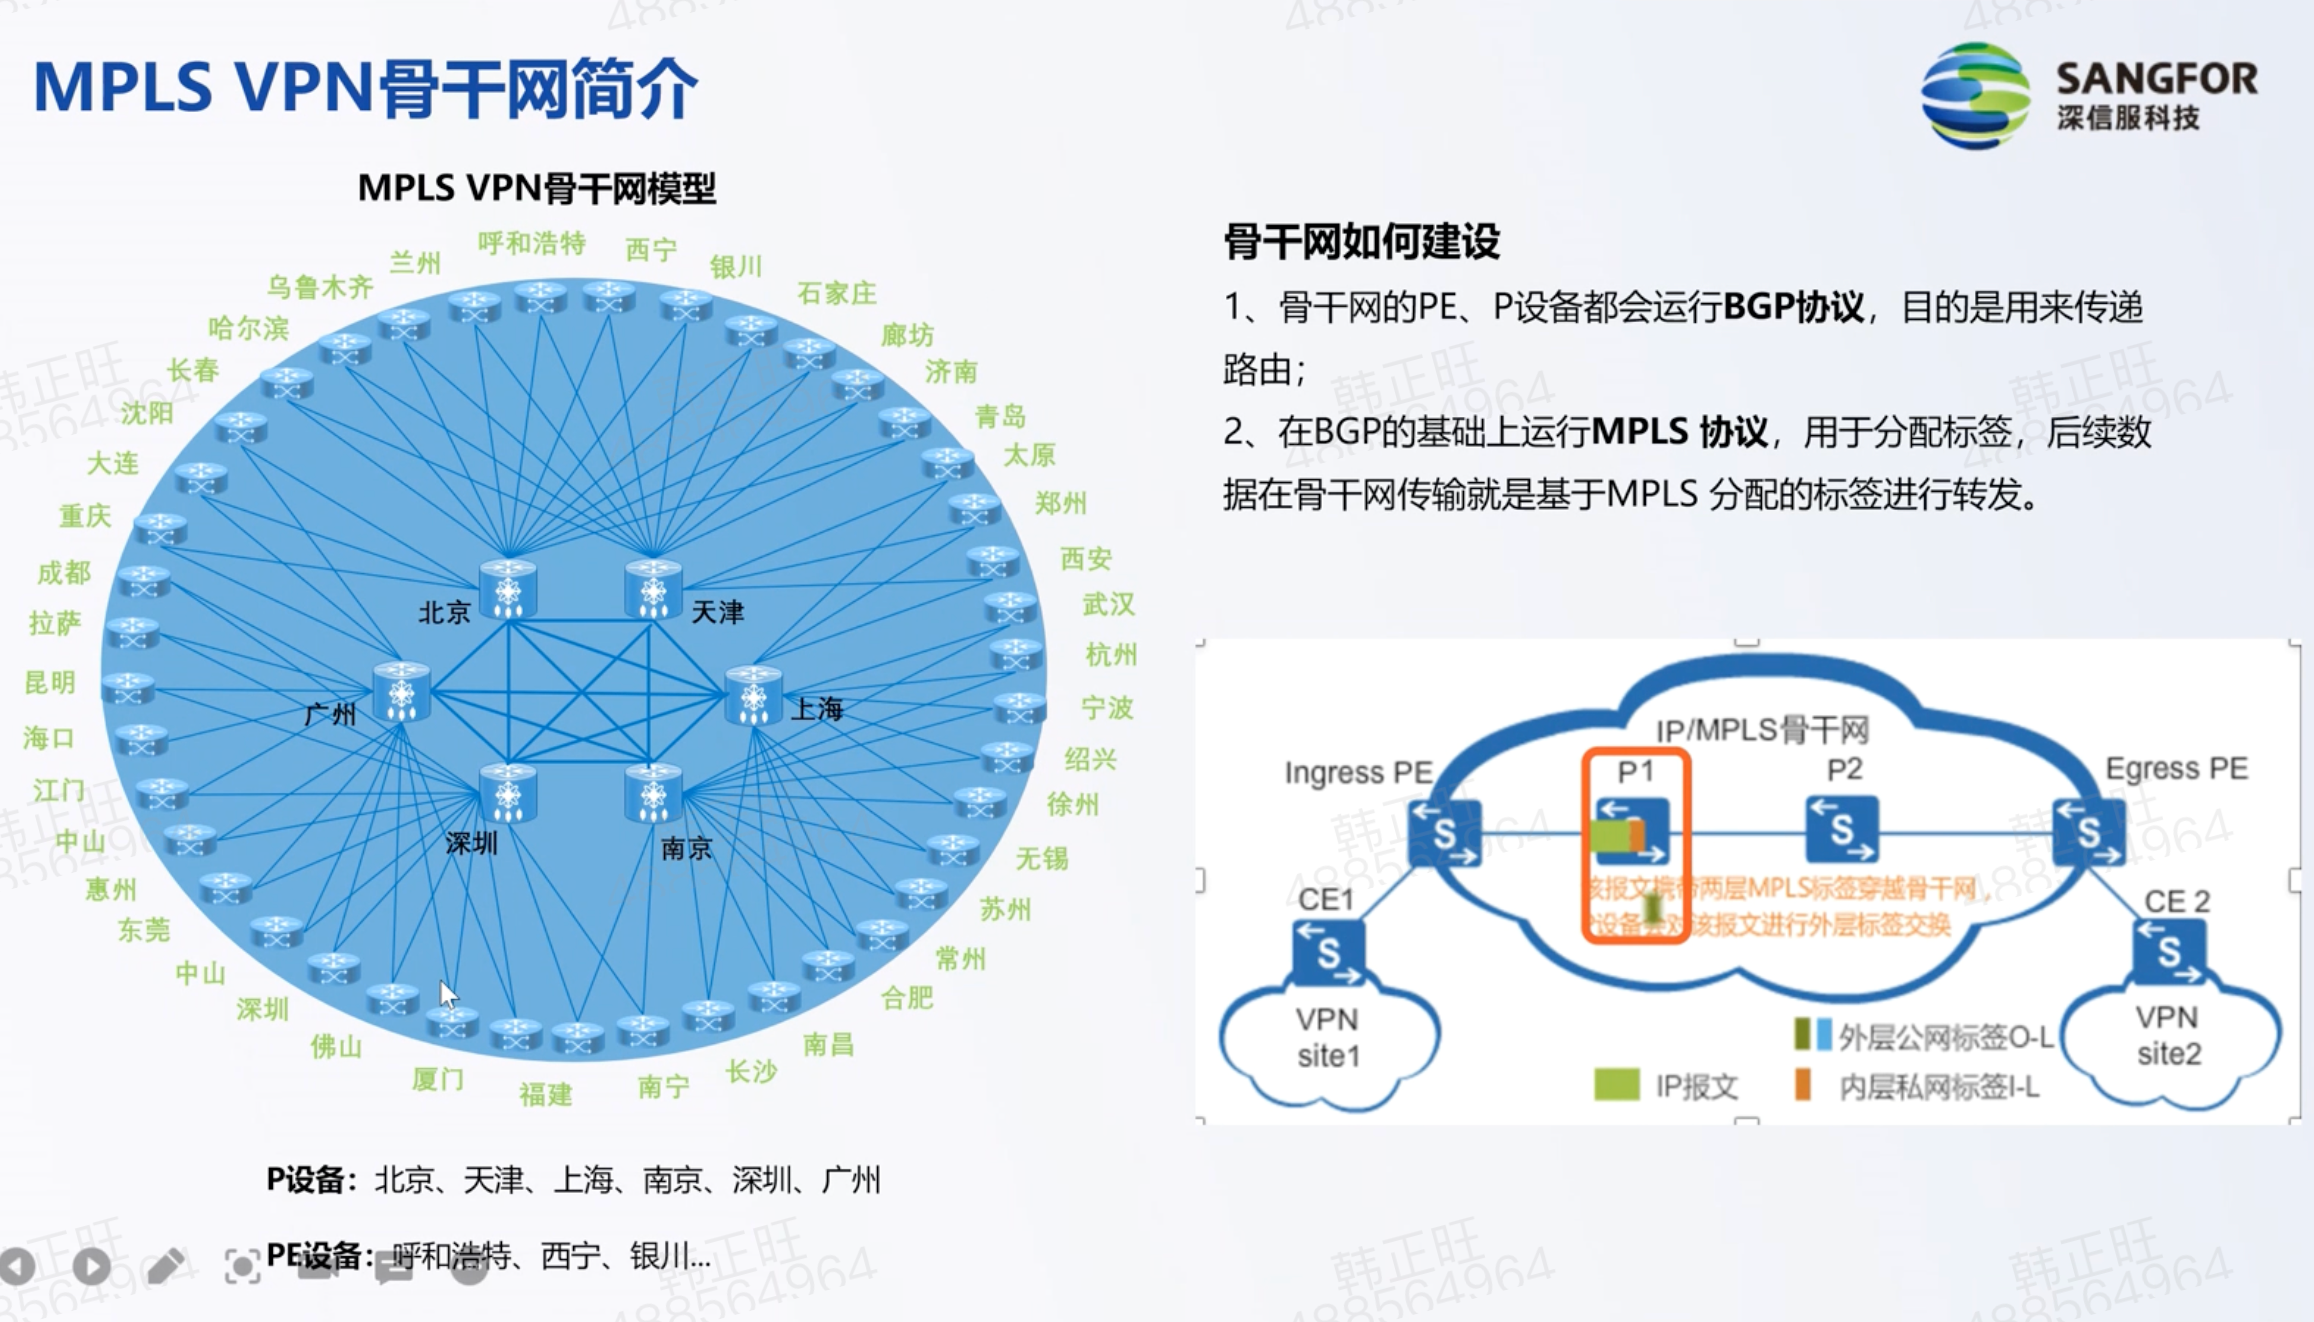 MPLS VPN骨干网简介
SANGFOR
深信服科技
MPLS VPN骨干网模型
呼和浩特
西宁
兰州
银川
乌鲁木齐
石家庄
哈尔滨
廊坊
长春
济南
沈阳
青岛
大连
太原
重庆
郑州
成都
西安
拉萨
武汉
昆明
杭州
海口
宁波
江门
绍兴
中山
徐州
惠州
无锡
东莞
苏州
中山
常州
深圳
合肥
佛山
南昌
厦门
长沙
福建
南宁
北京
天津
广州
上海
深圳
南京
P设备：北京、天津、上海、南京、深圳、广州
PE设备：呼和浩特、西宁、银川...
骨干网如何建设
1、骨干网的PE、P设备都会运行BGP协议，目的是用来传递
路由；
2、在BGP的基础上运行MPLS 协议，用于分配标签，后续数
据在骨干网传输就是基于MPLS 分配的标签进行转发。
IP/MPLS骨干网
Ingress PE
P1
P2
Egress PE
该报文携带两层MPLS标签穿越骨干网，
P设备会对该报文进行外层标签交换
CE1
CE 2
VPN
site1
VPN
site2
外层公网标签O-L
IP报文
内层私网标签I-L
韩正旺
488564964